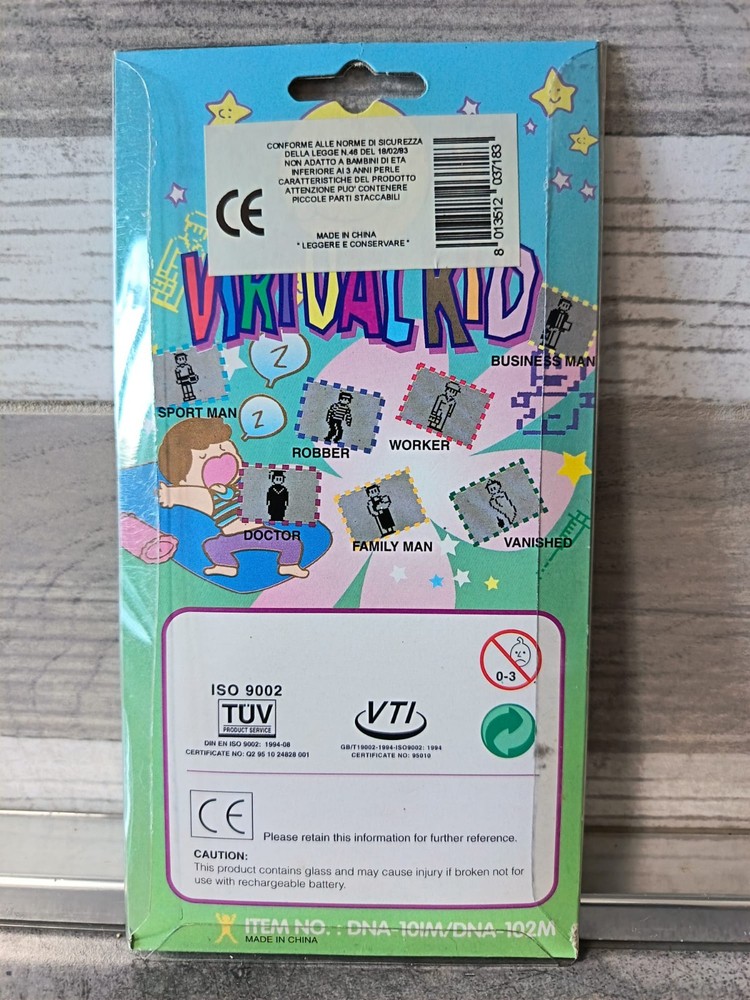 CONFORME ALLE NORME DI SICUREZZA
DELLA LEGGE N.46 DEL 18/02/83
NON ADATTO A BAMBINI DI ETA
INFERIORE AI 3 ANNI PERLE
CARATTERISTICHE DEL PRODOTTO
ATTENZIONE PUO' CONTENERE
PICCOLE PARTI STACCABILI
CE
MADE IN CHINA
" LEGGERE E CONSERVARE "
8 013512 037183
VIRTUAL KID
BUSINESS MAN
SPORT MAN
Z
Z
ROBBER
WORKER
DOCTOR
FAMILY MAN
VANISHED
0-3
ISO 9002
TÜV
PRODUCT SERVICE
DIN EN ISO 9002: 1994-08
CERTIFICATE NO: Q2 95 10 24828 001
VTI
GB/T19002-1994-ISO9002: 1994
CERTIFICATE NO: 95010
CE
Please retain this information for further reference.
CAUTION:
This product contains glass and may cause injury if broken not for
use with rechargeable battery.
ITEM NO. : DNA-101M/DNA-102M
MADE IN CHINA